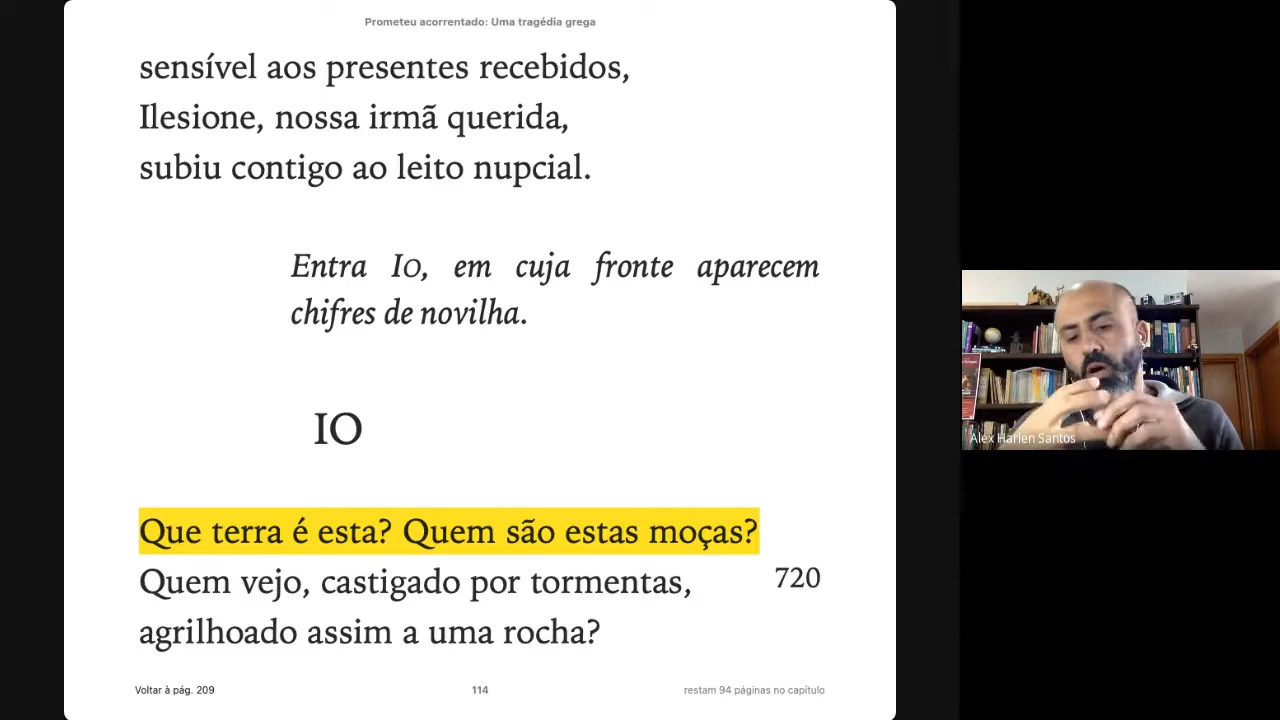 Prometeu acorrentado: Uma tragédia grega
sensível aos presentes recebidos,
Ilesione, nossa irmã querida,
subiu contigo ao leito nupcial.
Entra Io, em cuja fronte aparecem
chifres de novilha.
IO
Que terra é esta? Quem são estas moças?
Quem vejo, castigado por tormentas, 720
agrilhoado assim a uma rocha?
Voltar à pág. 209 114 restam 94 páginas no capítulo
Alex Harlen Santos